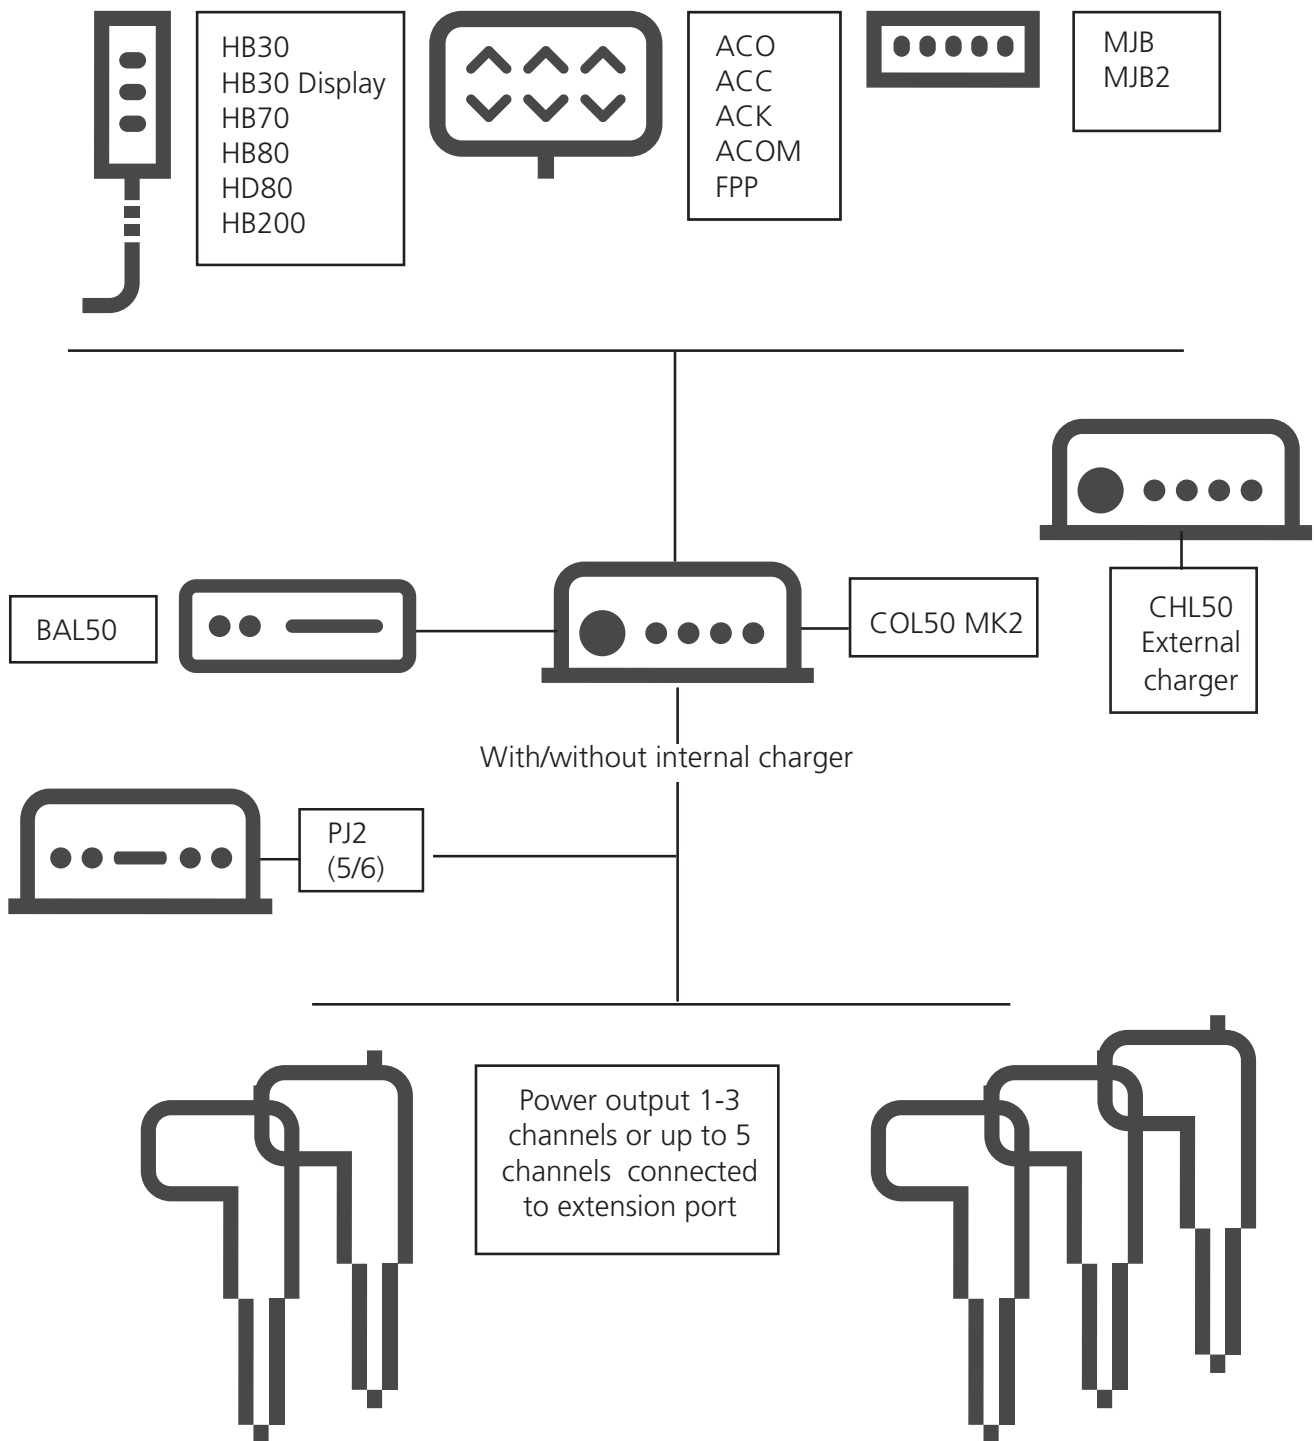 HB30
HB30 Display
HB70
HB80
HD80
HB200
ACO
ACC
ACK
ACOM
FPP
MJB
MJB2
BAL50
COL50 MK2
CHL50
External
charger
With/without internal charger
PJ2
(5/6)
Power output 1-3
channels or up to 5
channels connected
to extension port